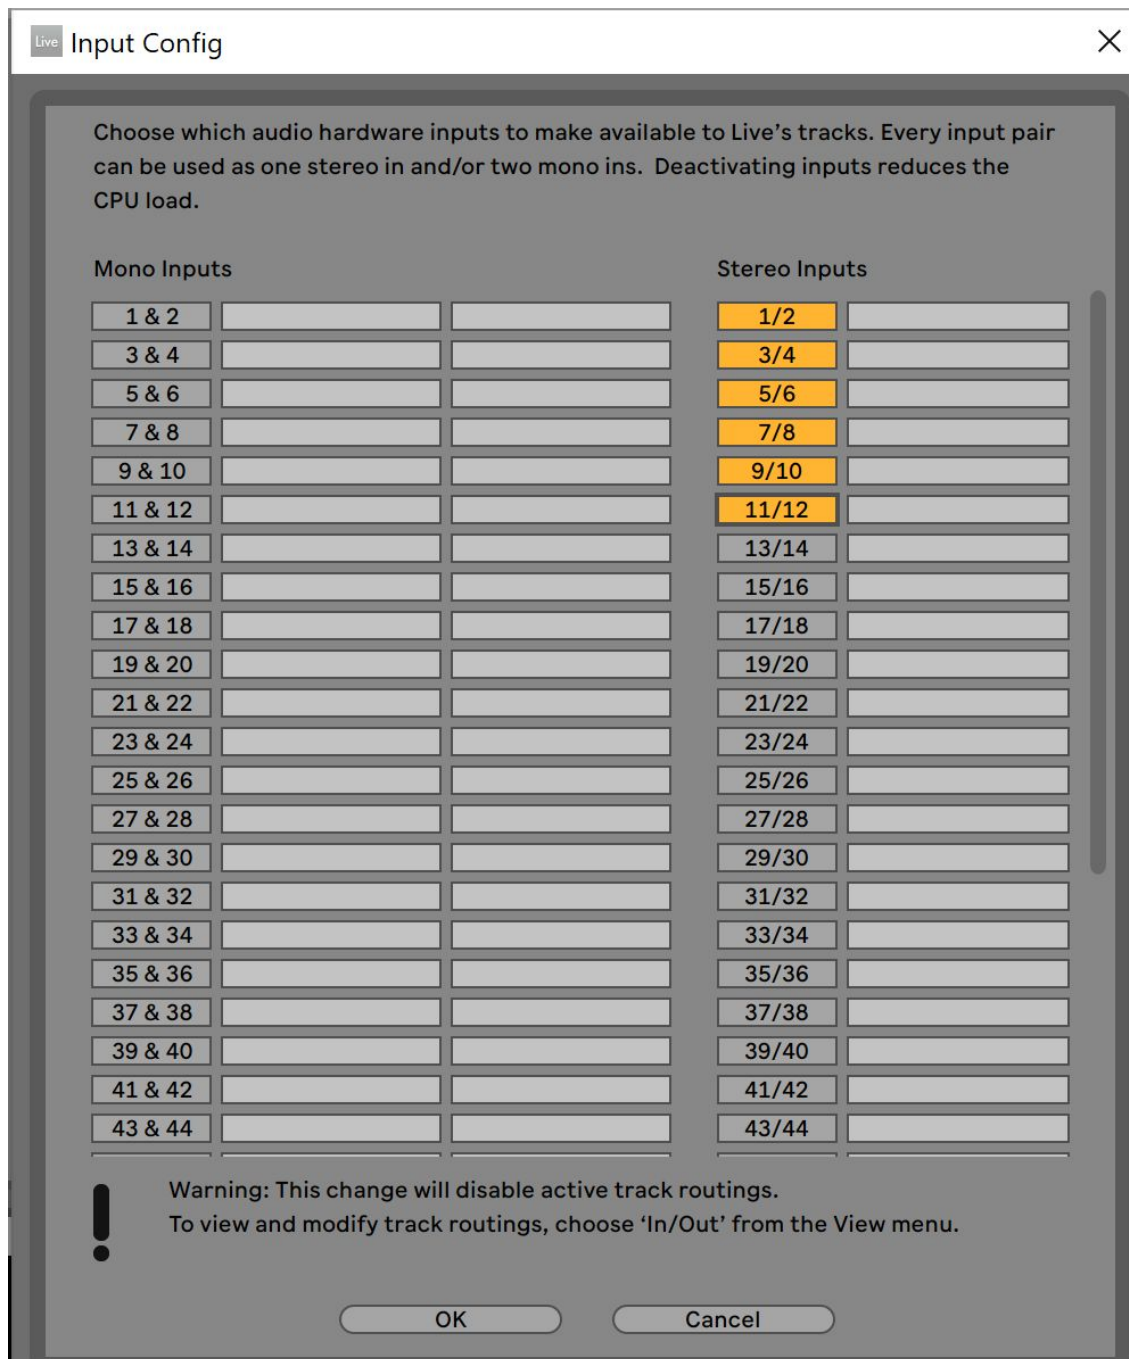 Live Input Config
Choose which audio hardware inputs to make available to Live's tracks. Every input pair
can be used as one stereo in and/or two mono ins.  Deactivating inputs reduces the
CPU load.
Mono Inputs Stereo Inputs
1 & 2 1/2
3 & 4 3/4
5 & 6 5/6
7 & 8 7/8
9 & 10 9/10
11 & 12 11/12
13 & 14 13/14
15 & 16 15/16
17 & 18 17/18
19 & 20 19/20
21 & 22 21/22
23 & 24 23/24
25 & 26 25/26
27 & 28 27/28
29 & 30 29/30
31 & 32 31/32
33 & 34 33/34
35 & 36 35/36
37 & 38 37/38
39 & 40 39/40
41 & 42 41/42
43 & 44 43/44
Warning: This change will disable active track routings.
To view and modify track routings, choose ‘In/Out’ from the View menu.
OK Cancel